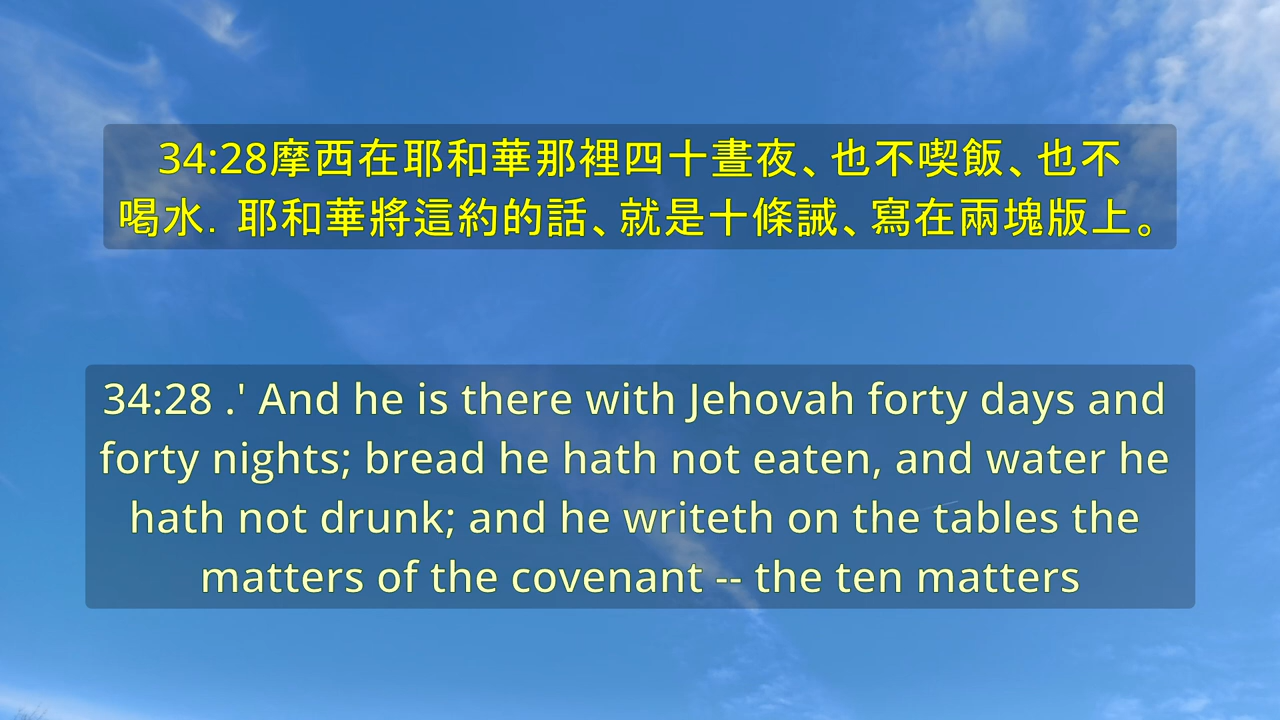 34:28摩西在耶和華那裡四十晝夜、也不喫飯、也不
喝水．耶和華將這約的話、就是十條誡、寫在兩塊版上。
34:28 .' And he is there with Jehovah forty days and
forty nights; bread he hath not eaten, and water he
hath not drunk; and he writeth on the tables the
matters of the covenant -- the ten matters